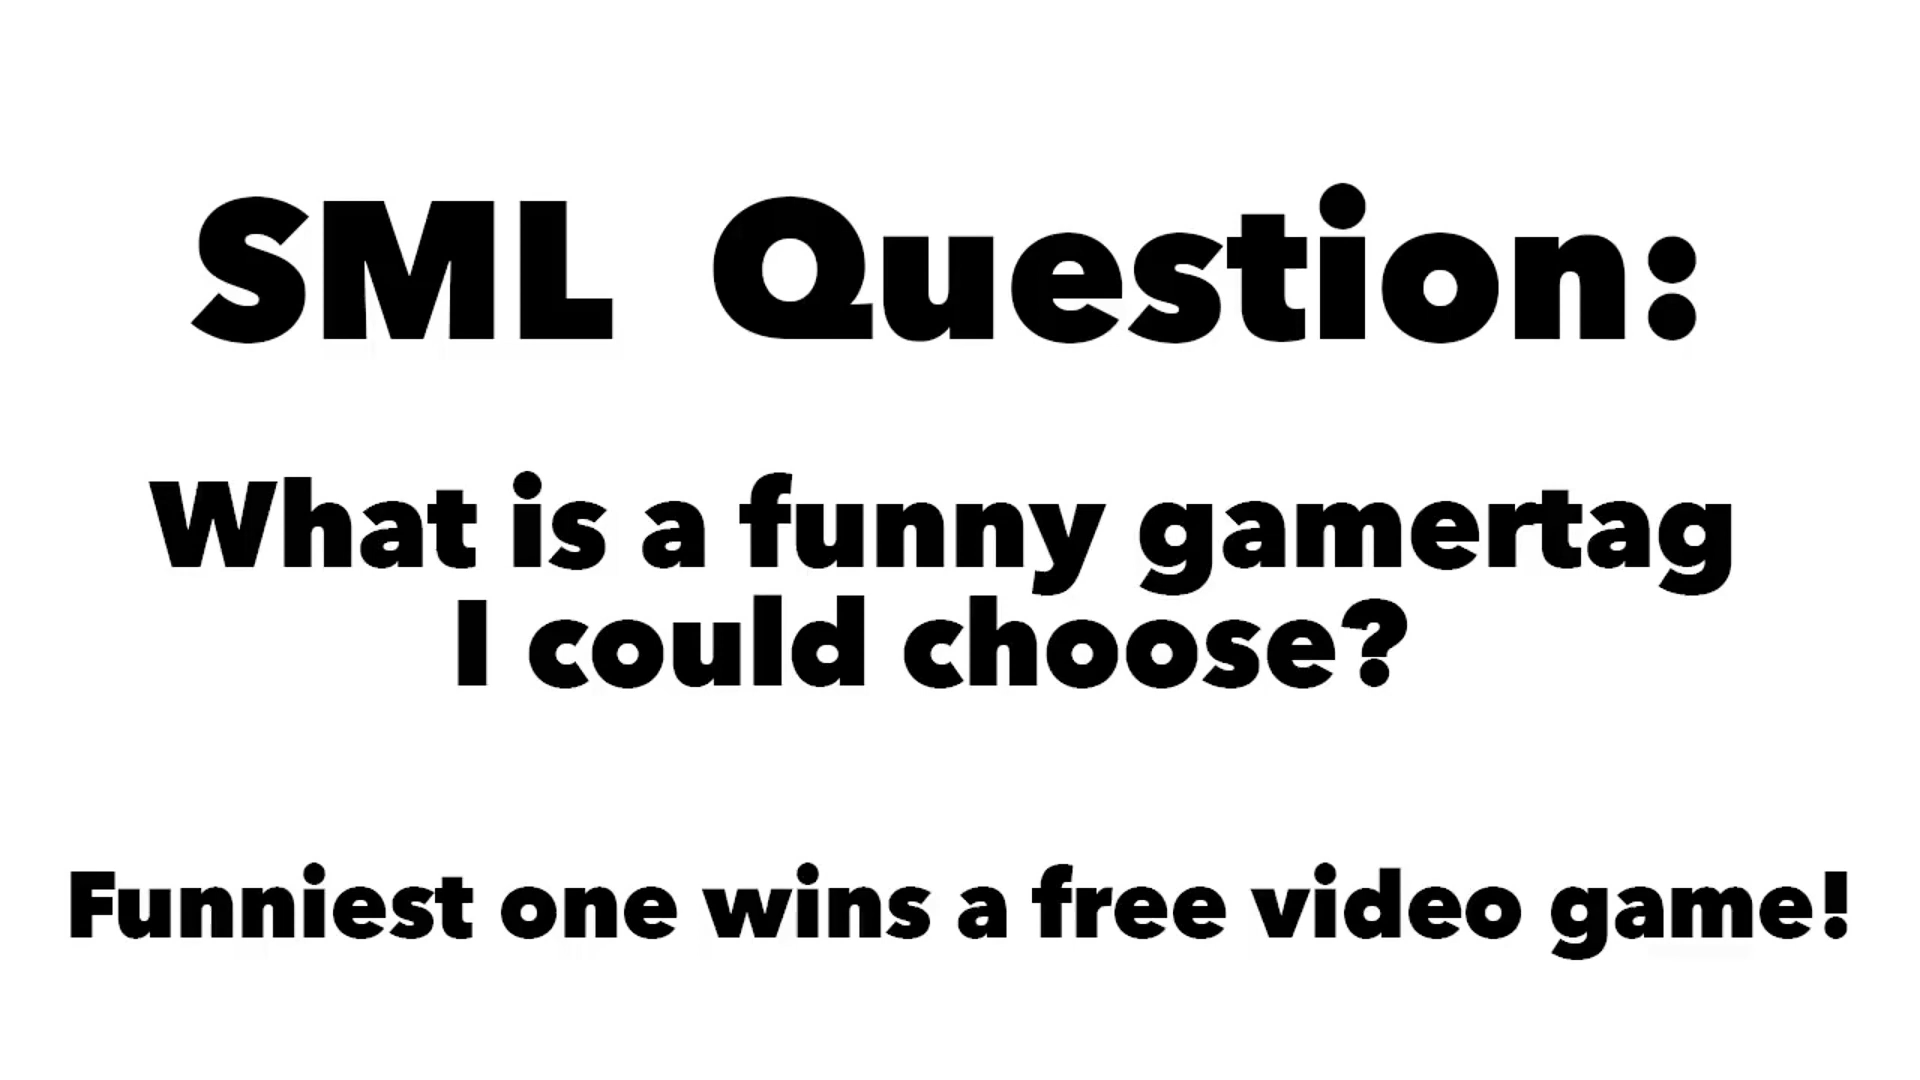 SML Question:
What is a funny gamertag
I could choose?
Funniest one wins a free video game!